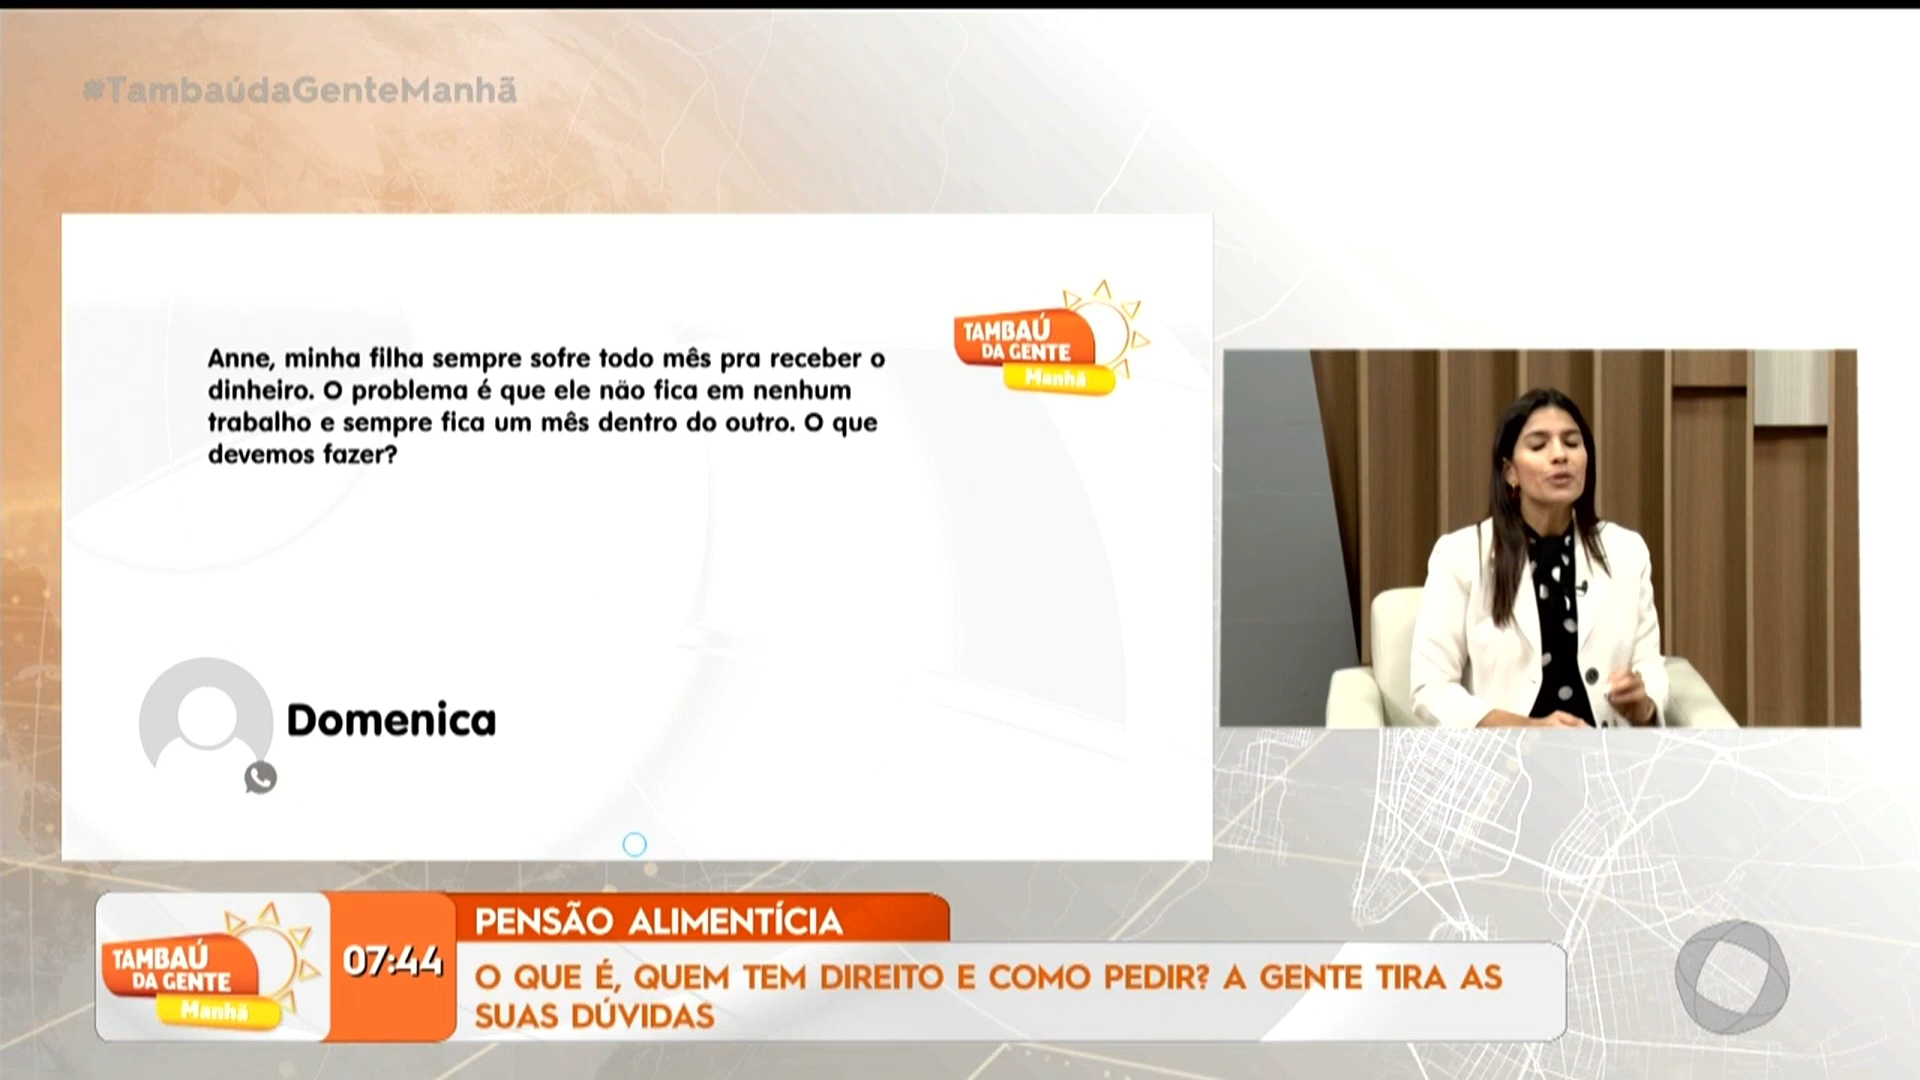 #TambaúdaGenteManhã
TAMBAÚ
DA GENTE
Manhã
Anne, minha filha sempre sofre todo mês pra receber o
dinheiro. O problema é que ele não fica em nenhum
trabalho e sempre fica um mês dentro do outro. O que
devemos fazer?
Domenica
TAMBAÚ
DA GENTE
Manhã
07:44
PENSÃO ALIMENTÍCIA
O QUE É, QUEM TEM DIREITO E COMO PEDIR? A GENTE TIRA AS
SUAS DÚVIDAS